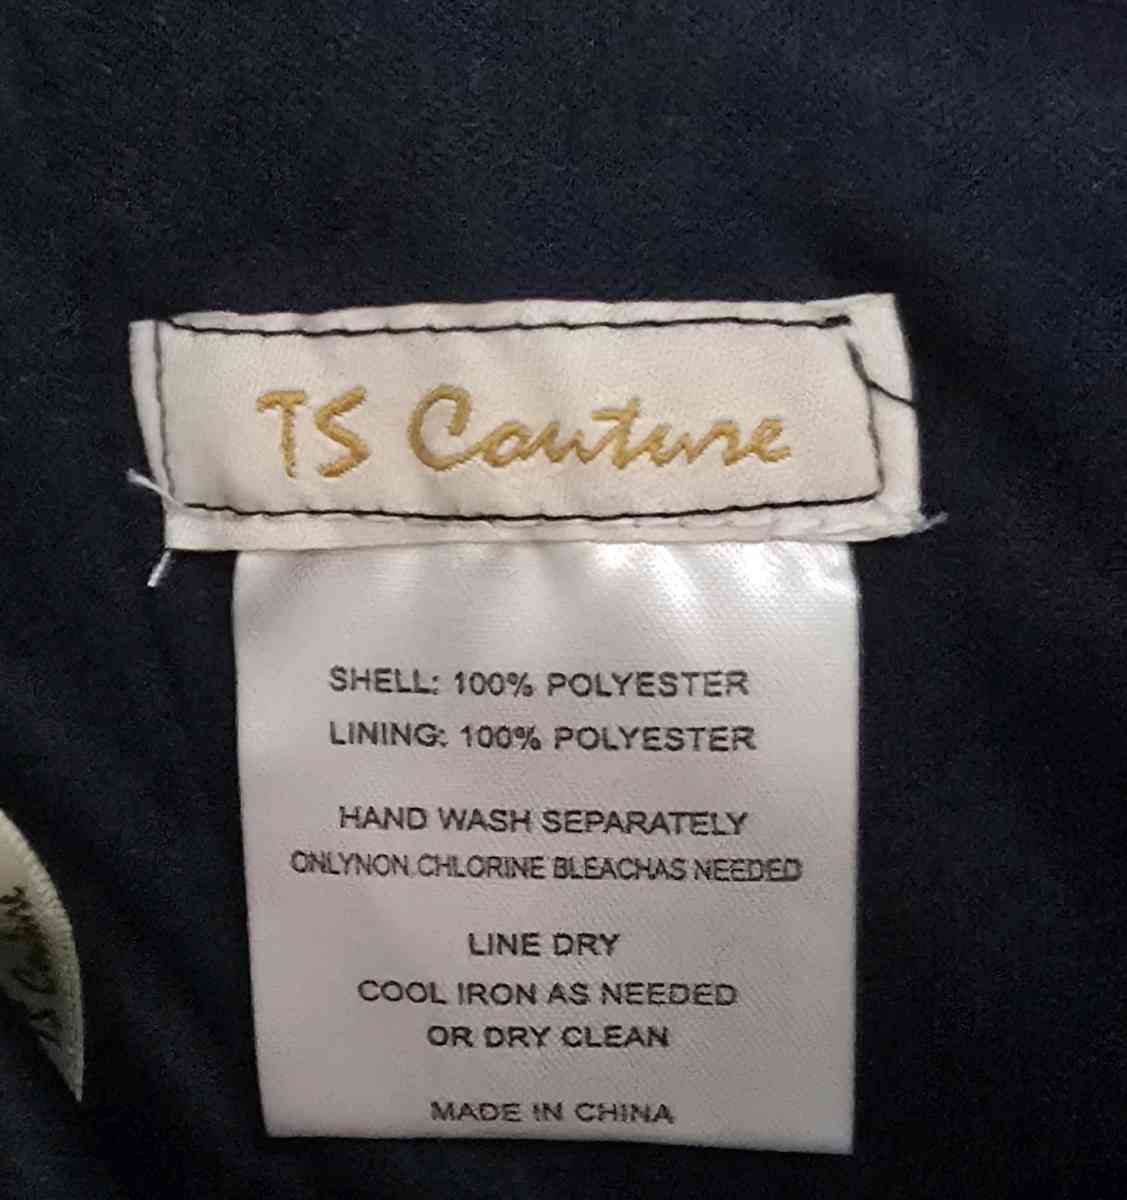 TS Couture
SHELL: 100% POLYESTER
LINING: 100% POLYESTER
HAND WASH SEPARATELY
ONLYNON.CHLORINE BLEACHAS NEEDED
LINE DRY
COOL IRON AS NEEDED
OR DRY CLEAN
MADE IN CHINA